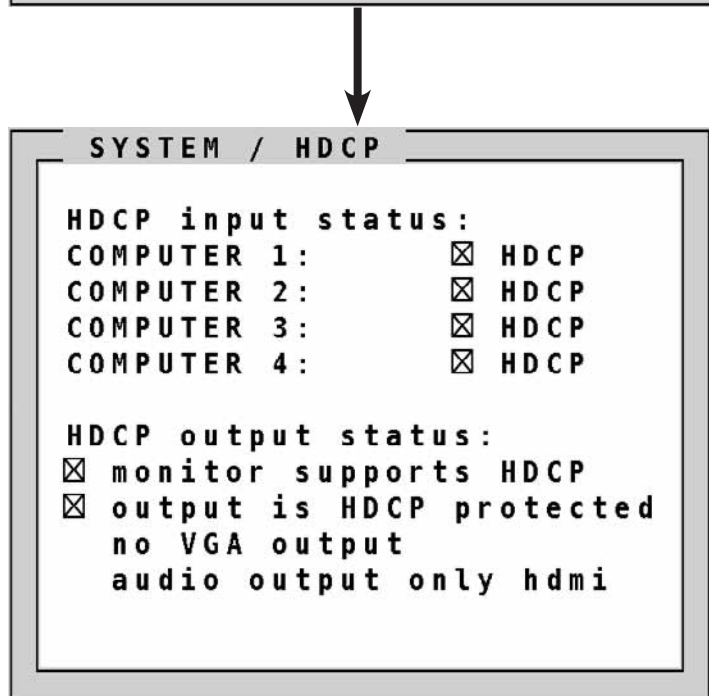 SYSTEM / HDCP
HDCP input status:
COMPUTER 1: ☒ HDCP
COMPUTER 2: ☒ HDCP
COMPUTER 3: ☒ HDCP
COMPUTER 4: ☒ HDCP
HDCP output status:
☒ monitor supports HDCP
☒ output is HDCP protected
no VGA output
audio output only hdmi